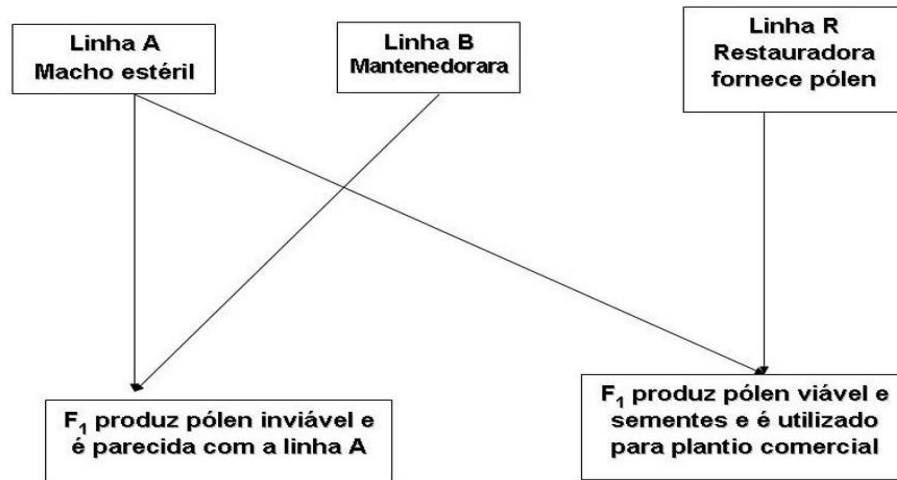 Linha A
Macho estéril
Linha B
Mantenedorara
Linha R
Restauradora
fornece pólen
F1 produz pólen inviável e
é parecida com a linha A
F1 produz pólen viável e
sementes e é utilizado
para plantio comercial